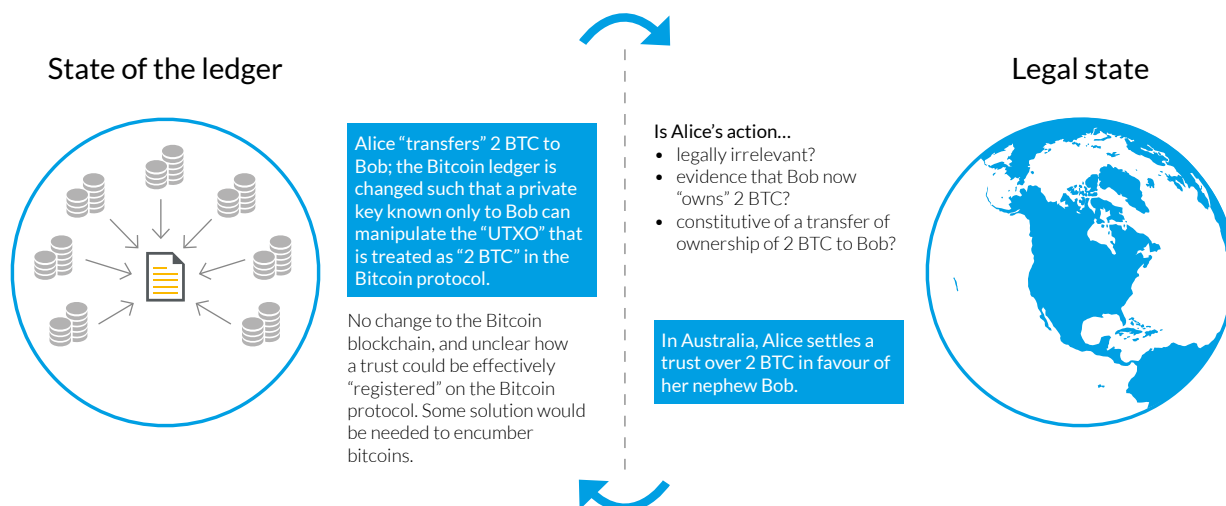 State of the ledger
Alice “transfers” 2 BTC to
Bob; the Bitcoin ledger is
changed such that a private
key known only to Bob can
manipulate the “UTXO” that
is treated as “2 BTC” in the
Bitcoin protocol.
No change to the Bitcoin
blockchain, and unclear how
a trust could be effectively
“registered” on the Bitcoin
protocol. Some solution would
be needed to encumber
bitcoins.
Legal state
Is Alice’s action…
• legally irrelevant?
• evidence that Bob now
“owns” 2 BTC?
• constitutive of a transfer of
ownership of 2 BTC to Bob?
In Australia, Alice settles a
trust over 2 BTC in favour of
her nephew Bob.